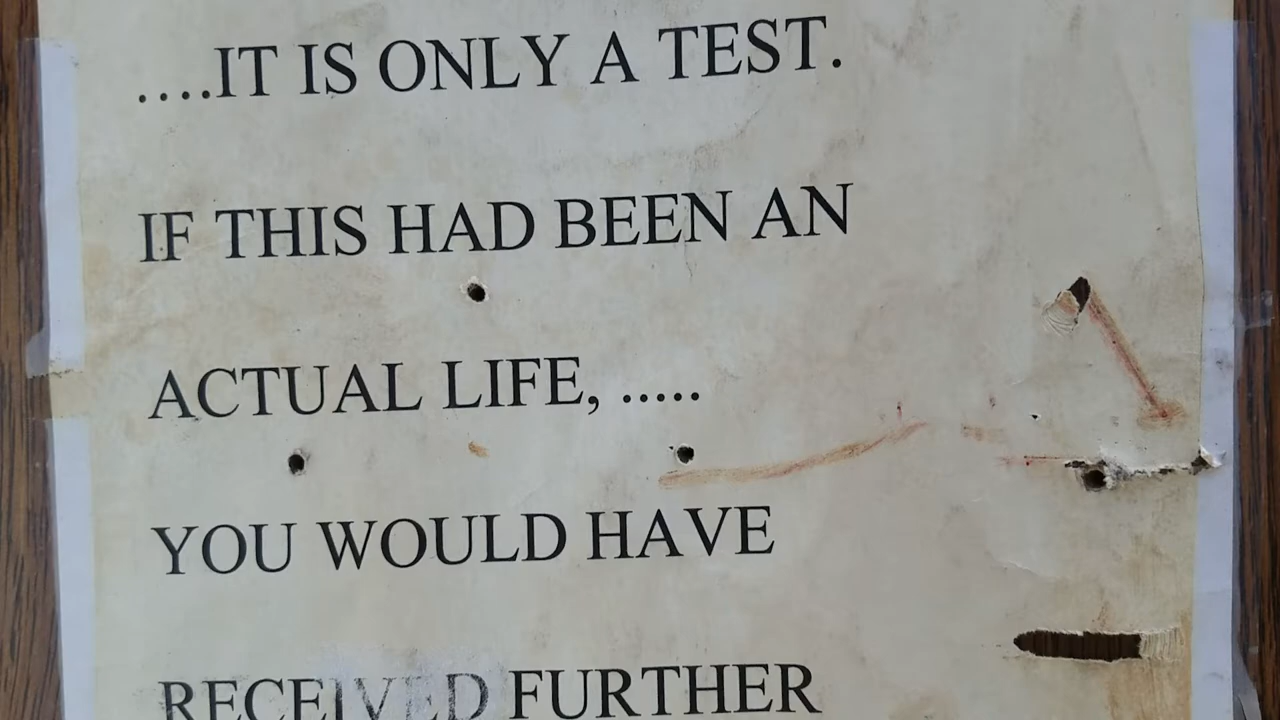 ....IT IS ONLY A TEST.
IF THIS HAD BEEN AN
ACTUAL LIFE, .....
YOU WOULD HAVE
RECEIVED FURTHER